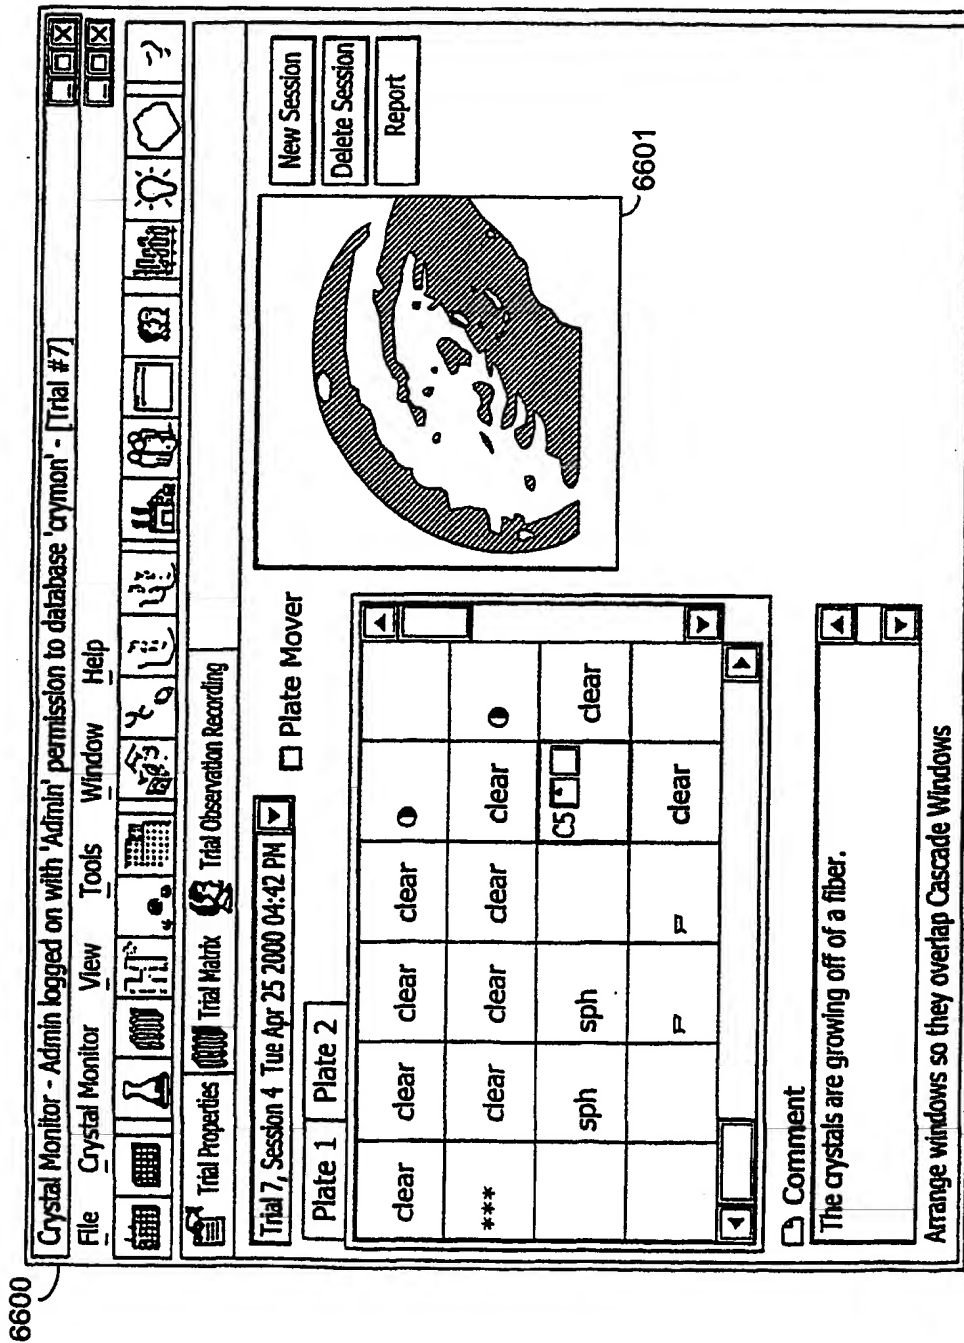 6600
Crystal Monitor - Admin logged on with 'Admin' permission to database 'crymon' - [Trial #7]
File Crystal Monitor View Tools Window Help
Trial Properties Trial Matrix Trial Observation Recording
Trial 7, Session 4 Tue Apr 25 2000 04:42 PM
Plate Mover
New Session
Delete Session
Report
6601
Plate 1 Plate 2
clear clear clear clear
*** clear clear clear clear
sph sph C5 * clear
clear
Comment
The crystals are growing off of a fiber.
Arrange windows so they overlap Cascade Windows